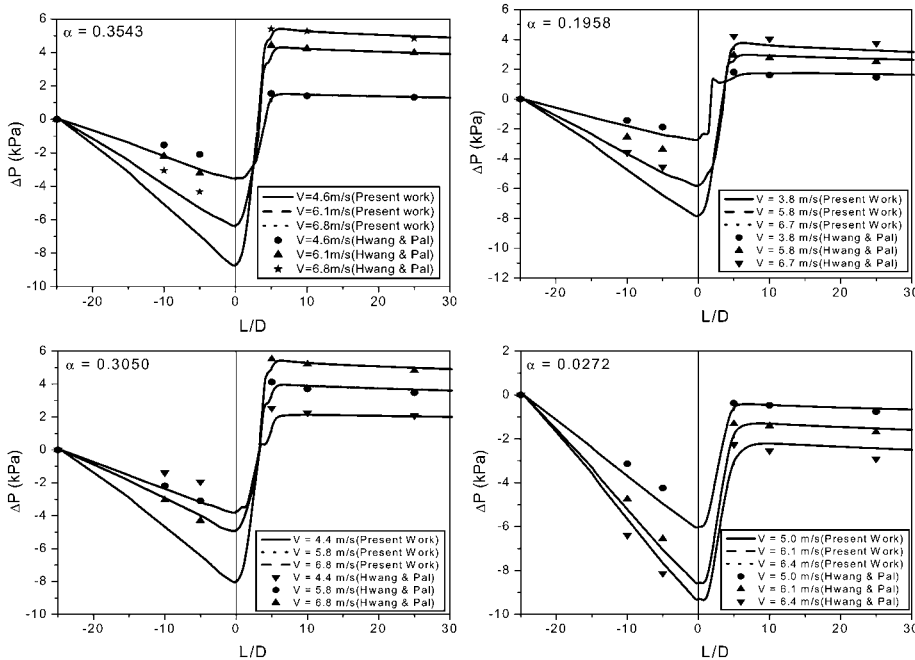 α = 0.3543
6
4
2
0
-2
-4
-6
-8
-10
ΔP (kPa)
-20
-10
0
10
20
30
L/D
V=4.6m/s(Present work)
V=6.1m/s(Present work)
V=6.8m/s(Present work)
V=4.6m/s(Hwang & Pal)
V=6.1m/s(Hwang & Pal)
V=6.8m/s(Hwang & Pal)
α = 0.1958
6
4
2
0
-2
-4
-6
-8
-10
-12
ΔP (kPa)
-20
-10
0
10
20
30
L/D
V = 3.8 m/s(Present Work)
V = 5.8 m/s(Present Work)
V = 6.7 m/s(Present Work)
V = 3.8 m/s(Hwang & Pal)
V = 5.8 m/s(Hwang & Pal)
V = 6.7 m/s(Hwang & Pal)
α = 0.3050
6
4
2
0
-2
-4
-6
-8
-10
ΔP (kPa)
-20
-10
0
10
20
30
L/D
V = 4.4 m/s(Present Work)
V = 5.8 m/s(Present Work)
V = 6.8 m/s(Present Work)
V = 4.4 m/s(Hwang & Pal)
V = 5.8 m/s(Hwang & Pal)
V = 6.8 m/s(Hwang & Pal)
α = 0.0272
2
0
-2
-4
-6
-8
-10
ΔP (kPa)
-20
-10
0
10
20
30
L/D
V = 5.0 m/s(Present Work)
V = 6.1 m/s(Present Work)
V = 6.4 m/s(Present Work)
V = 5.0 m/s(Hwang & Pal)
V = 6.1 m/s(Hwang & Pal)
V = 6.4 m/s(Hwang & Pal)